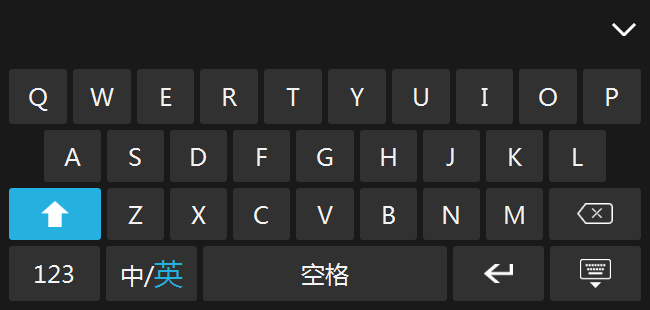 Q W E R T Y U I O P
A S D F G H J K L
Z X C V B N M
123 中/英 空格